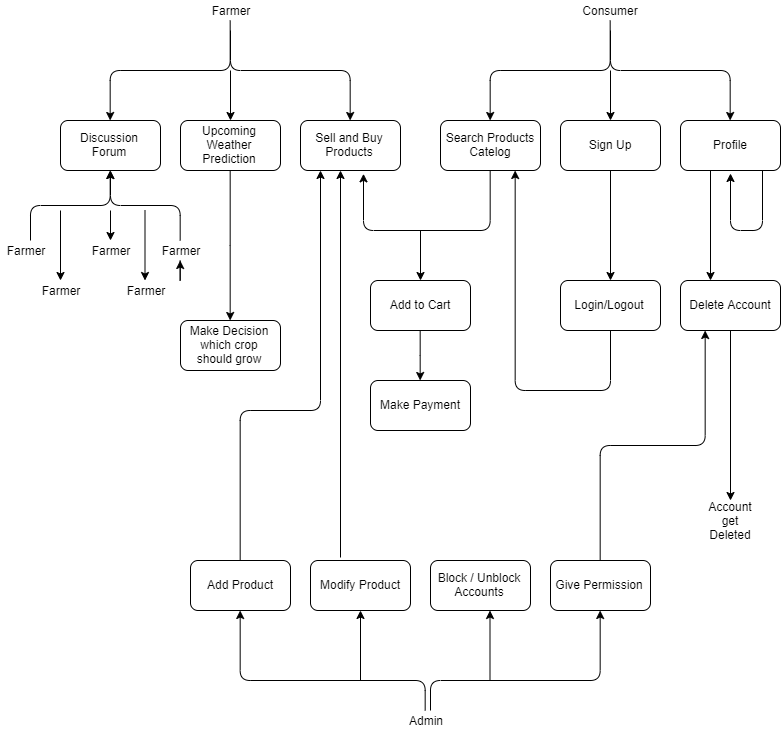 Farmer
Consumer
Discussion
Forum
Upcoming
Weather
Prediction
Sell and Buy
Products
Search Products
Catelog
Sign Up
Profile
Farmer
Farmer
Farmer
Farmer
Farmer
Add to Cart
Login/Logout
Delete Account
Make Decision
which crop
should grow
Make Payment
Account
get
Deleted
Add Product
Modify Product
Block / Unblock
Accounts
Give Permission
Admin